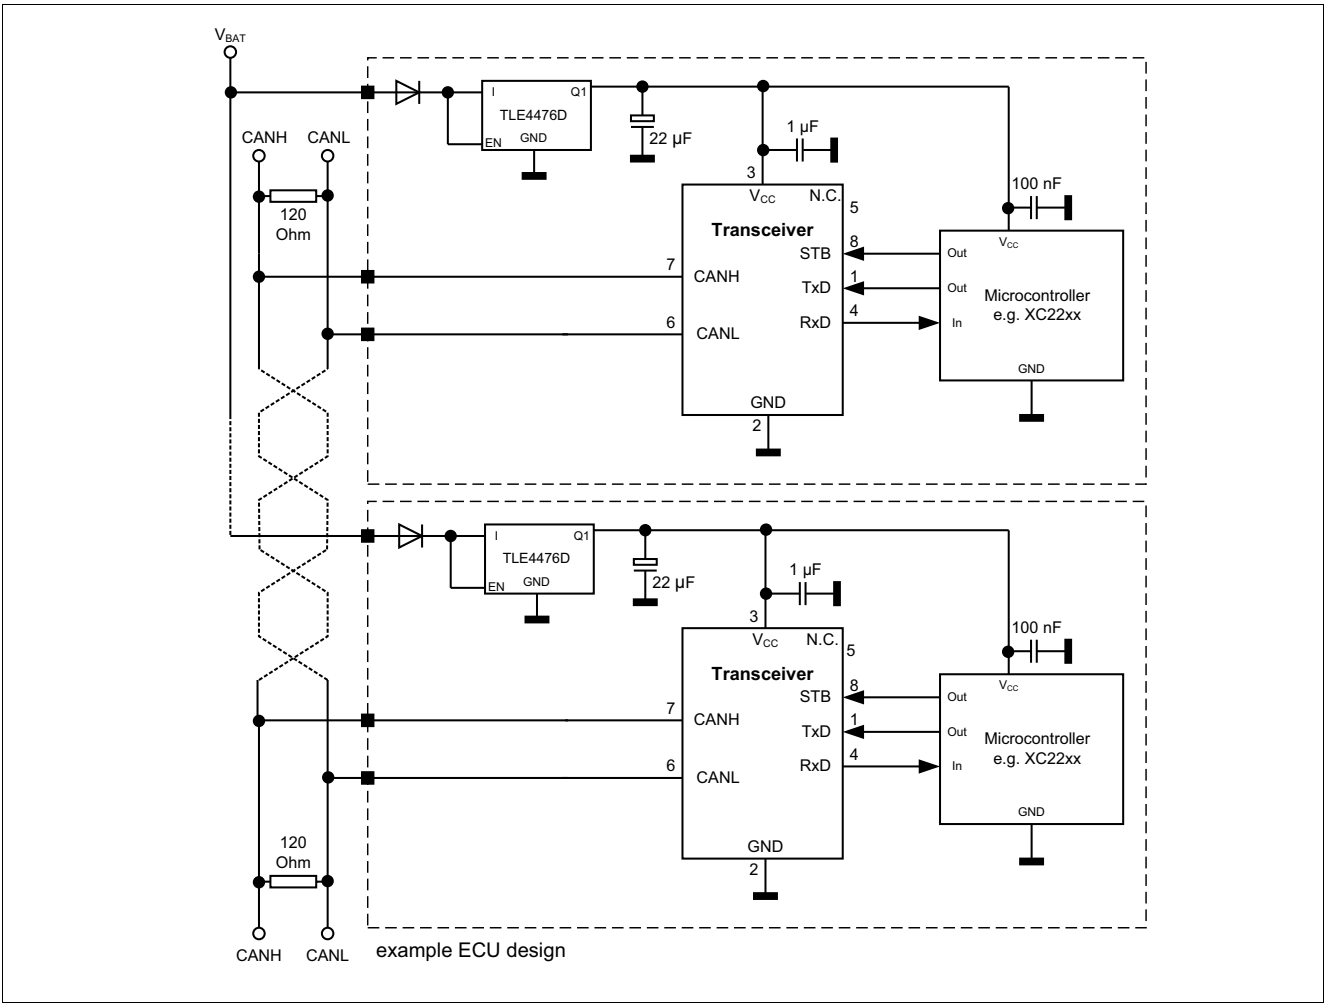 VBAT
CANH CANL
120
Ohm
I Q1
TLE4476D
EN GND
22 µF
1 µF
100 nF
3
VCC N.C.
5
Transceiver
STB 8
TxD 1
RxD 4
7 CANH
6 CANL
GND
2
VCC
Out
Out
In
Microcontroller
e.g. XC22xx
GND
I Q1
TLE4476D
EN GND
22 µF
1 µF
100 nF
3
VCC N.C.
5
Transceiver
STB 8
TxD 1
RxD 4
7 CANH
6 CANL
GND
2
VCC
Out
Out
In
Microcontroller
e.g. XC22xx
GND
120
Ohm
CANH CANL
example ECU design